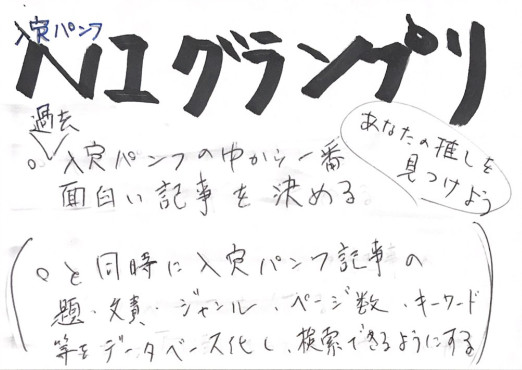 入実パンフ
N1グランプリ
過去
。入実パンフの中から一番
面白い記事を決める
あなたの推しを
見つけよう
(。と同時に入実パンフ記事の
題・文責・ジャンル・ページ数・キーワード
等をデータベース化し、検索できるようにする)